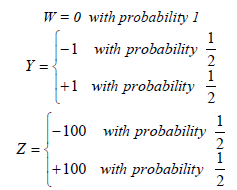 W = 0 with probability 1
Y = { -1 with probability 1/2
+1 with probability 1/2
Z = { -100 with probability 1/2
+100 with probability 1/2